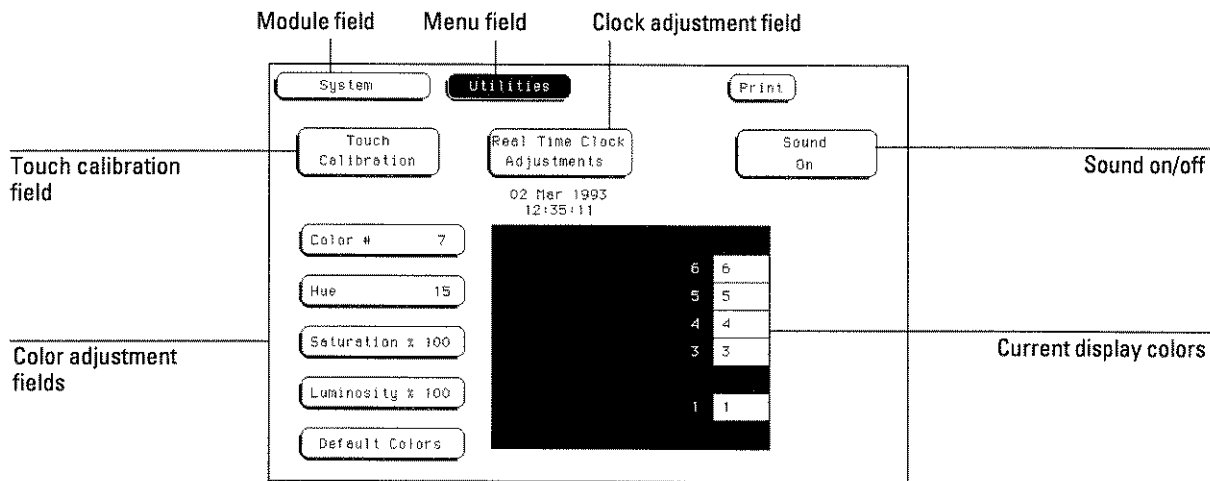 Module field Menu field Clock adjustment field
System Utilities Print
Touch Calibration
Real Time Clock Adjustments
Sound On
Touch calibration field
Sound on/off
02 Mar 1993
12:35:11
Color # 7
Hue 15
Saturation % 100
Luminosity % 100
Default Colors
Color adjustment fields
6 6
5 5
4 4
3 3
1 1
Current display colors